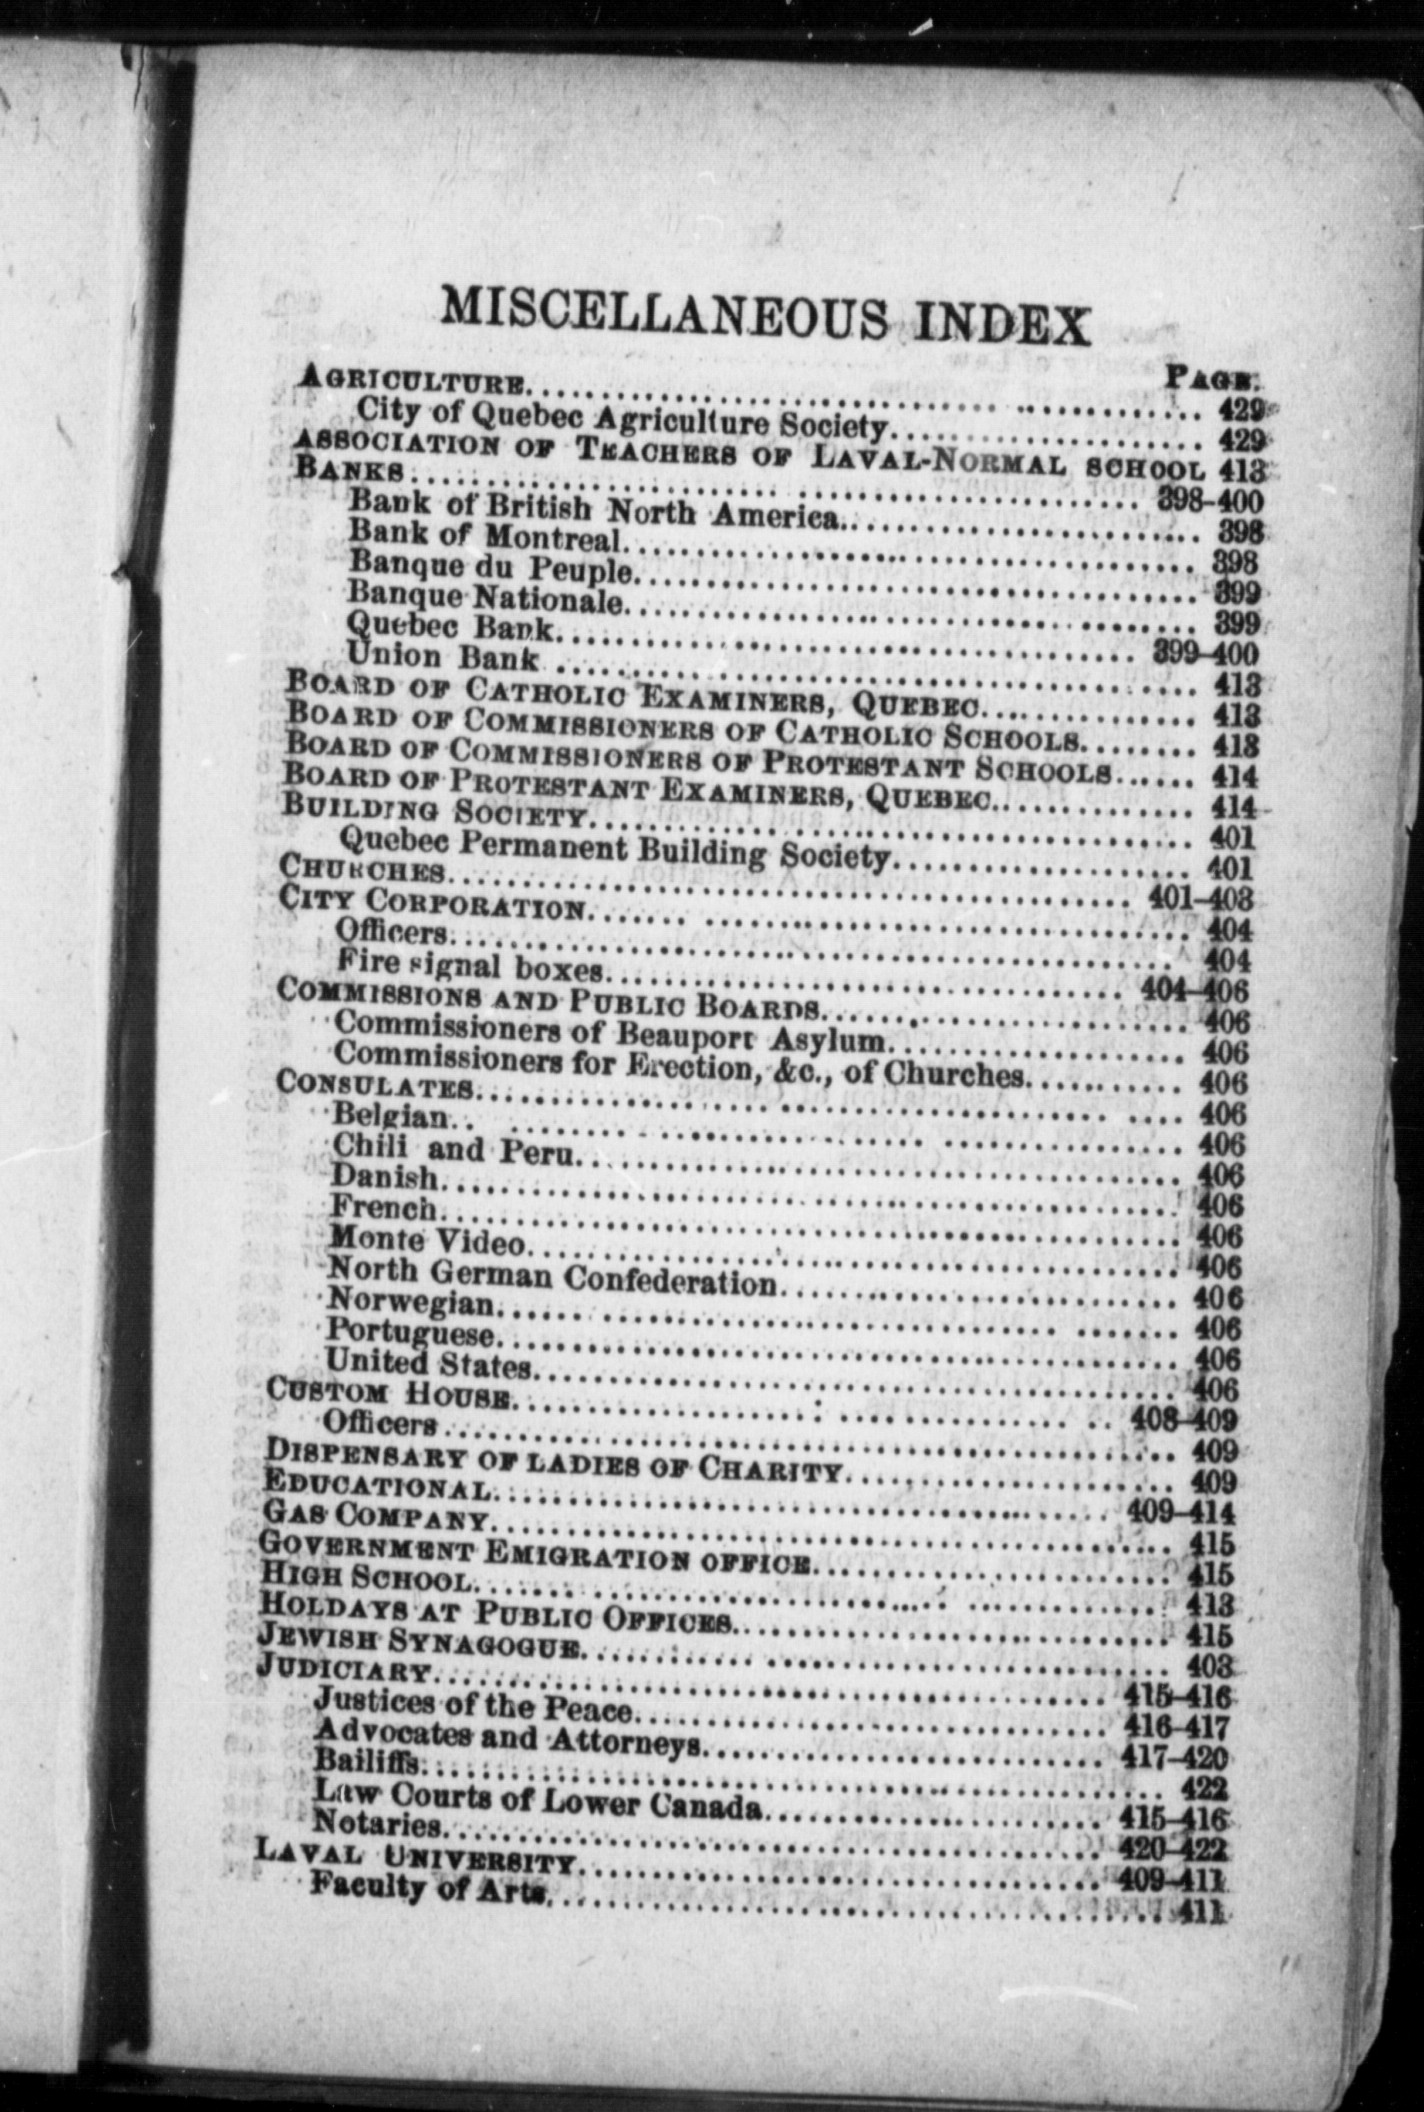 MISCELLANEOUS INDEX
PAGE.
AGRICULTURE.......... 429
City of Quebec Agriculture Society.......... 429
ASSOCIATION OF TEACHERS OF LAVAL-NORMAL SCHOOL 413
BANKS.......... 398-400
Bank of British North America.......... 398
Bank of Montreal.......... 398
Banque du Peuple.......... 399
Banque Nationale.......... 399
Quebec Bank.......... 399-400
Union Bank .......... 413
BOARD OF CATHOLIC EXAMINERS, QUEBEC.......... 413
BOARD OF COMMISSIONERS OF CATHOLIC SCHOOLS........ 413
BOARD OF COMMISSIONERS OF PROTESTANT SCHOOLS...... 414
BOARD OF PROTESTANT EXAMINERS, QUEBEC.......... 414
BUILDING SOCIETY.......... 401
Quebec Permanent Building Society.......... 401
CHURCHES.......... 401-403
CITY CORPORATION.......... 404
Officers.......... 404
Fire signal boxes.......... 404-406
COMMISSIONS AND PUBLIC BOARDS.......... 406
Commissioners of Beauport Asylum.......... 406
Commissioners for Erection, &c., of Churches.......... 406
CONSULATES.......... 406
Belgian.......... 406
Chili and Peru.......... 406
Danish.......... 406
French.......... 406
Monte Video.......... 406
North German Confederation.......... 406
Norwegian.......... 406
Portuguese.......... 406
United States.......... 406
CUSTOM HOUSE.......... 408-409
Officers.......... 409
DISPENSARY OF LADIES OF CHARITY.......... 409
EDUCATIONAL.......... 409-414
GAS COMPANY.......... 415
GOVERNMENT EMIGRATION OFFICE.......... 415
HIGH SCHOOL.......... 413
HOLDAYS AT PUBLIC OFFICES.......... 415
JEWISH SYNAGOGUE.......... 403
JUDICIARY.......... 415-416
Justices of the Peace.......... 416-417
Advocates and Attorneys.......... 417-420
Bailiffs.......... 422
Law Courts of Lower Canada.......... 415-416
Notaries.......... 420-422
LAVAL UNIVERSITY.......... 409-411
Faculty of Arts.......... 411